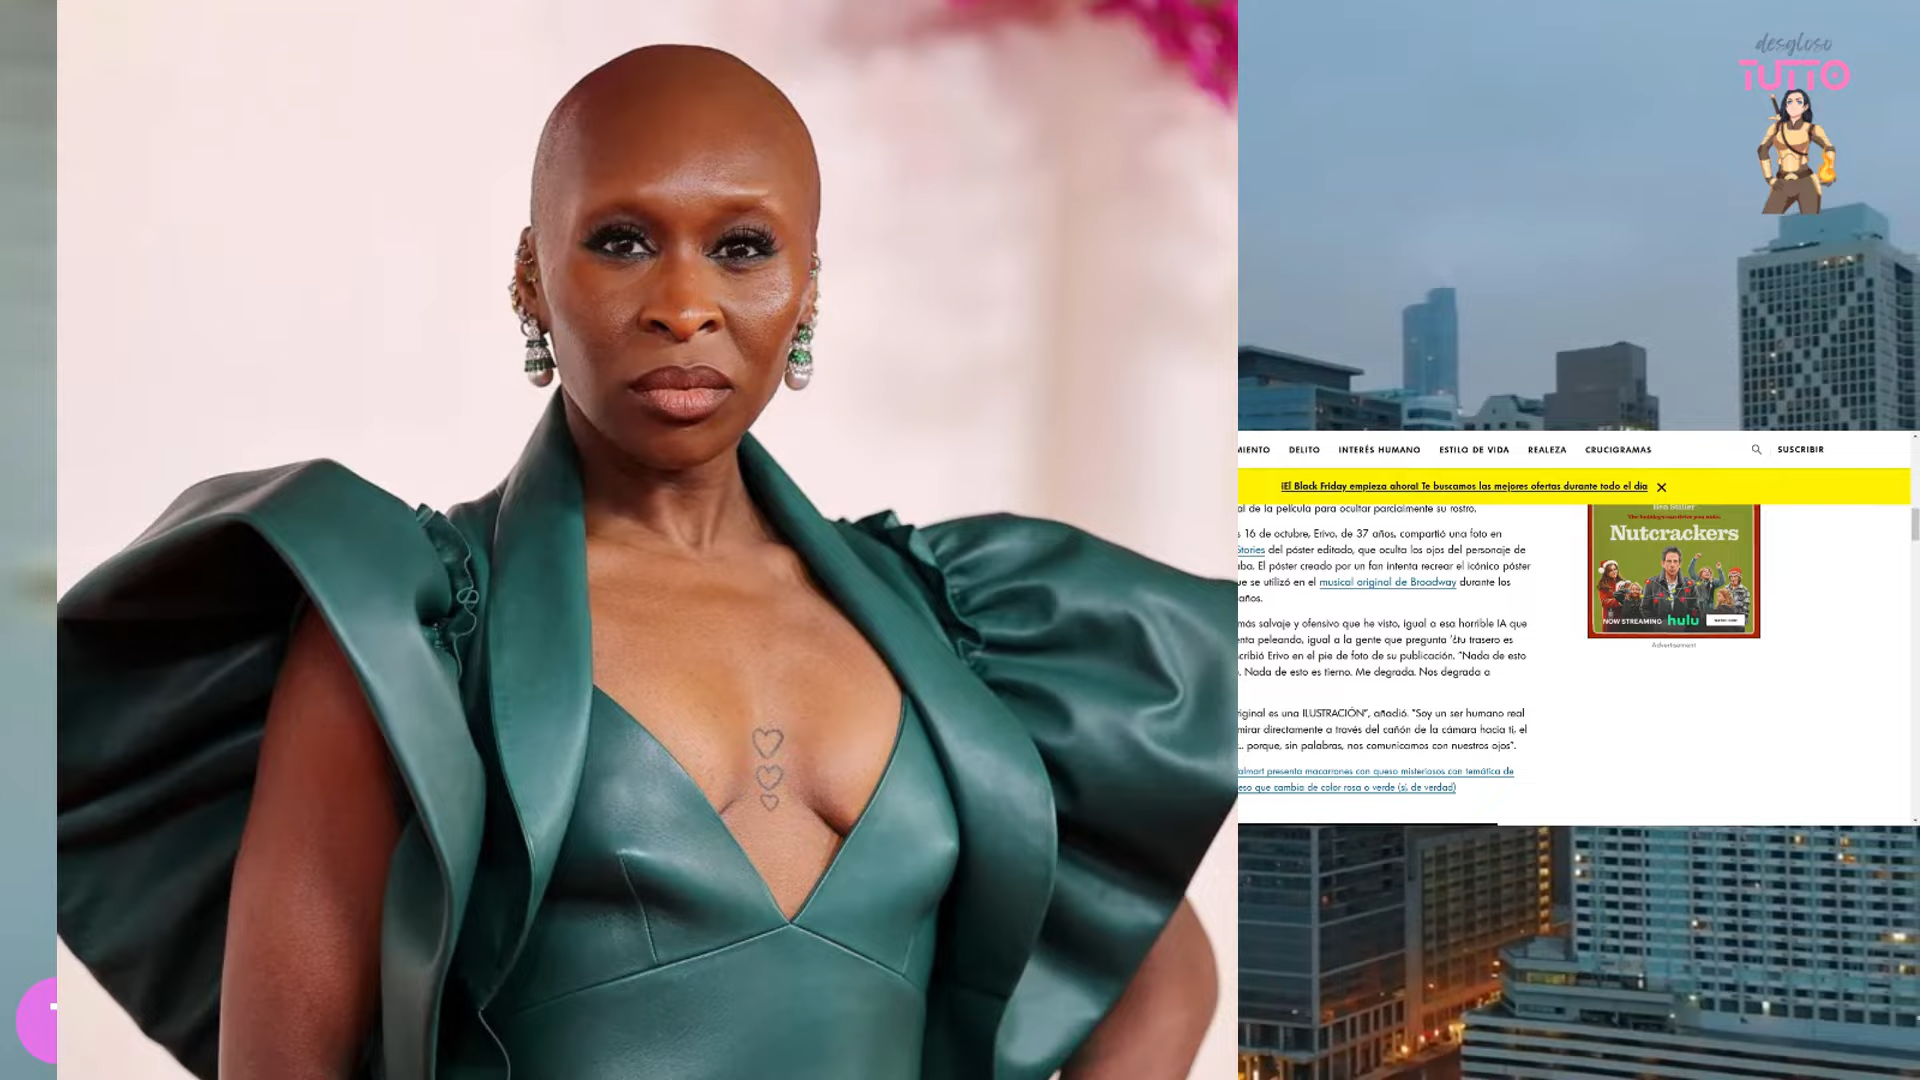 desgloso
TUTTO
MIENTO DELITO INTERÉS HUMANO ESTILO DE VIDA REALEZA CRUCIGRAMAS SUSCRIBIR
¡El Black Friday empieza ahora! Te buscamos las mejores ofertas durante todo el día
al de la película para ocultar parcialmente su rostro.
s 16 de octubre, Erivo, de 37 años, compartió una foto en
Stories del póster editado, que oculta los ojos del personaje de
aba. El póster creado por un fan intenta recrear el icónico póster
ue se utilizó en el musical original de Broadway durante los
años.
más salvaje y ofensivo que he visto, igual a esa horrible IA que
enta peleando, igual a la gente que pregunta '¿tu trasero es
scribió Erivo en el pie de foto de su publicación. "Nada de esto
o. Nada de esto es tierno. Me degrada. Nos degrada a
riginal es una ILUSTRACIÓN", añadió. "Soy un ser humano real
mirar directamente a través del cañón de la cámara hacia ti, el
... porque, sin palabras, nos comunicamos con nuestros ojos".
almart presenta macarrones con queso misteriosos con temática de
eso que cambia de color rosa o verde (sí, de verdad)
Ben Stiller
Nutcrackers
NOW STREAMING hulu
Advertisement